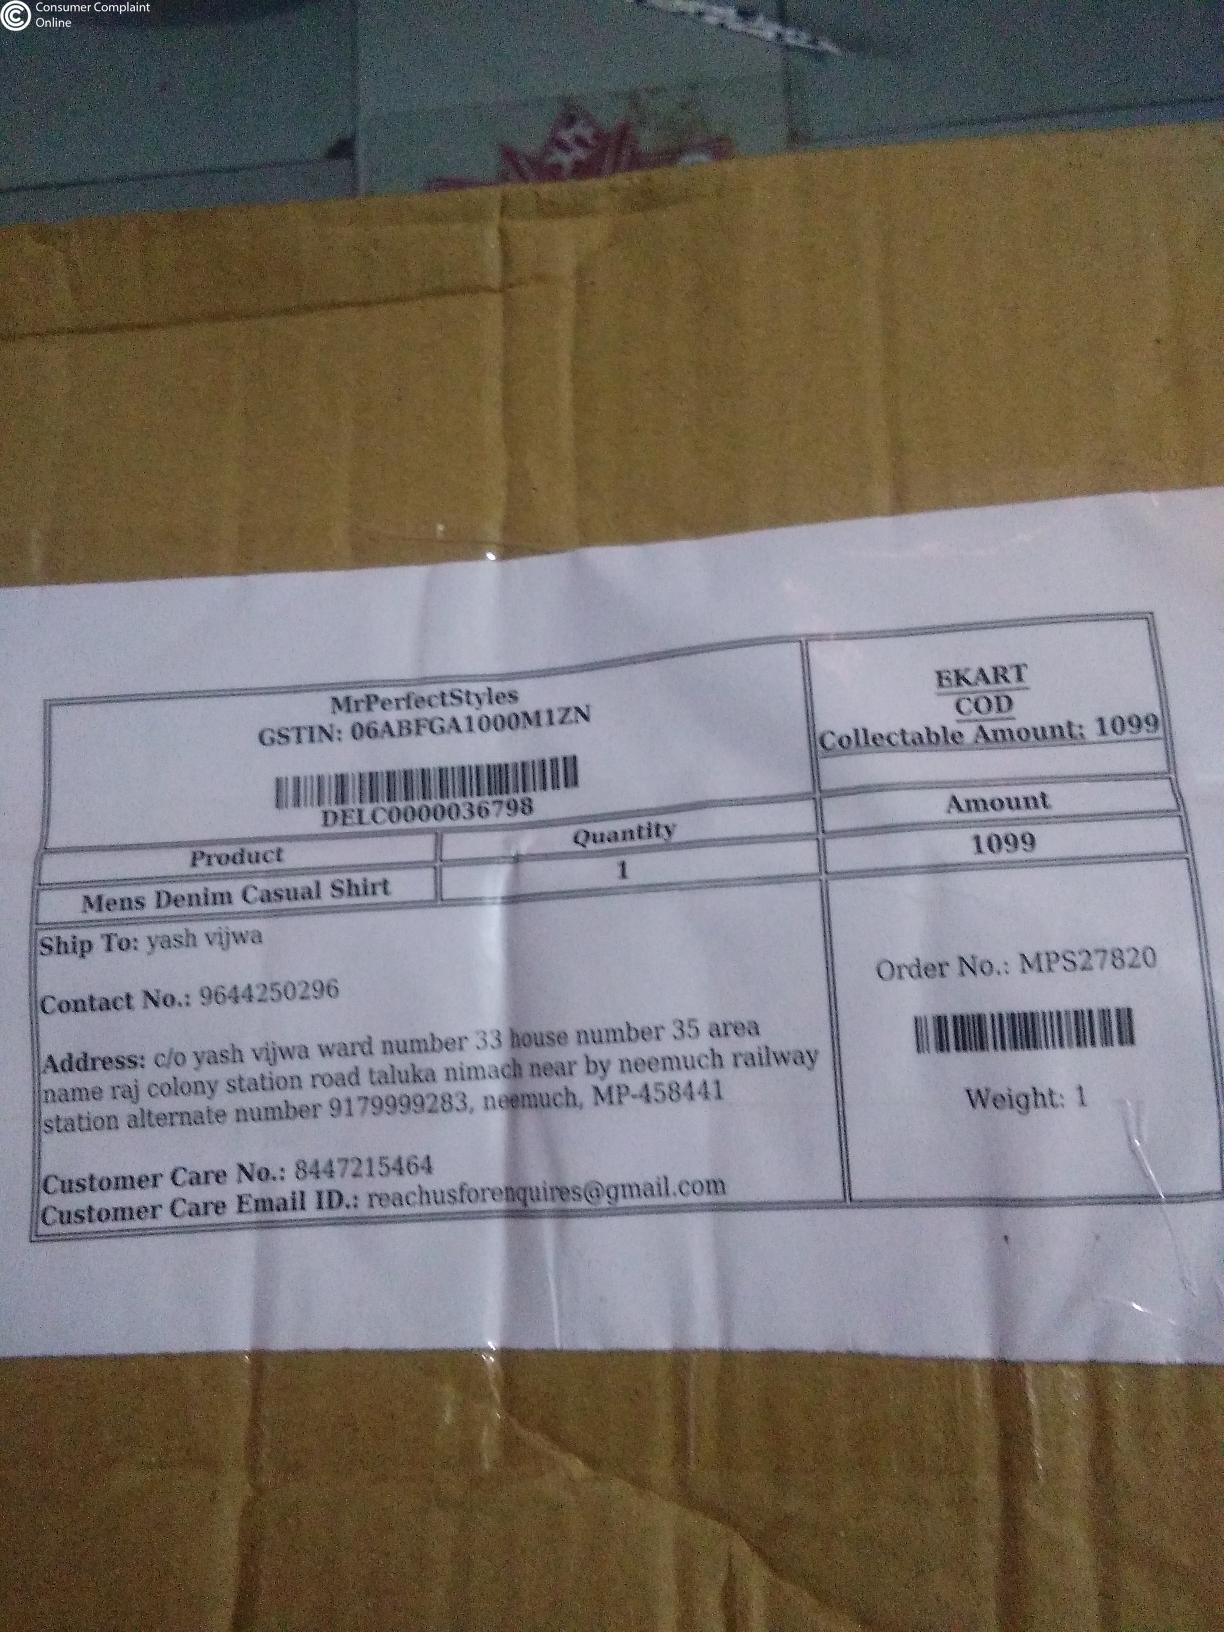 Consumer Complaint
Online
MrPerfectStyles
GSTIN: 06ABFGA1000M1ZN
DELC0000036798
EKART
COD
Collectable Amount: 1099
Product
Quantity
Amount
Mens Denim Casual Shirt
1
1099
Ship To: yash vijwa
Contact No.: 9644250296
Address: c/o yash vijwa ward number 33 house number 35 area
name raj colony station road taluka nimach near by neemuch railway
station alternate number 9179999283, neemuch, MP-458441
Customer Care No.: 8447215464
Customer Care Email ID.: reachusforenquires@gmail.com
Order No.: MPS27820
Weight: 1